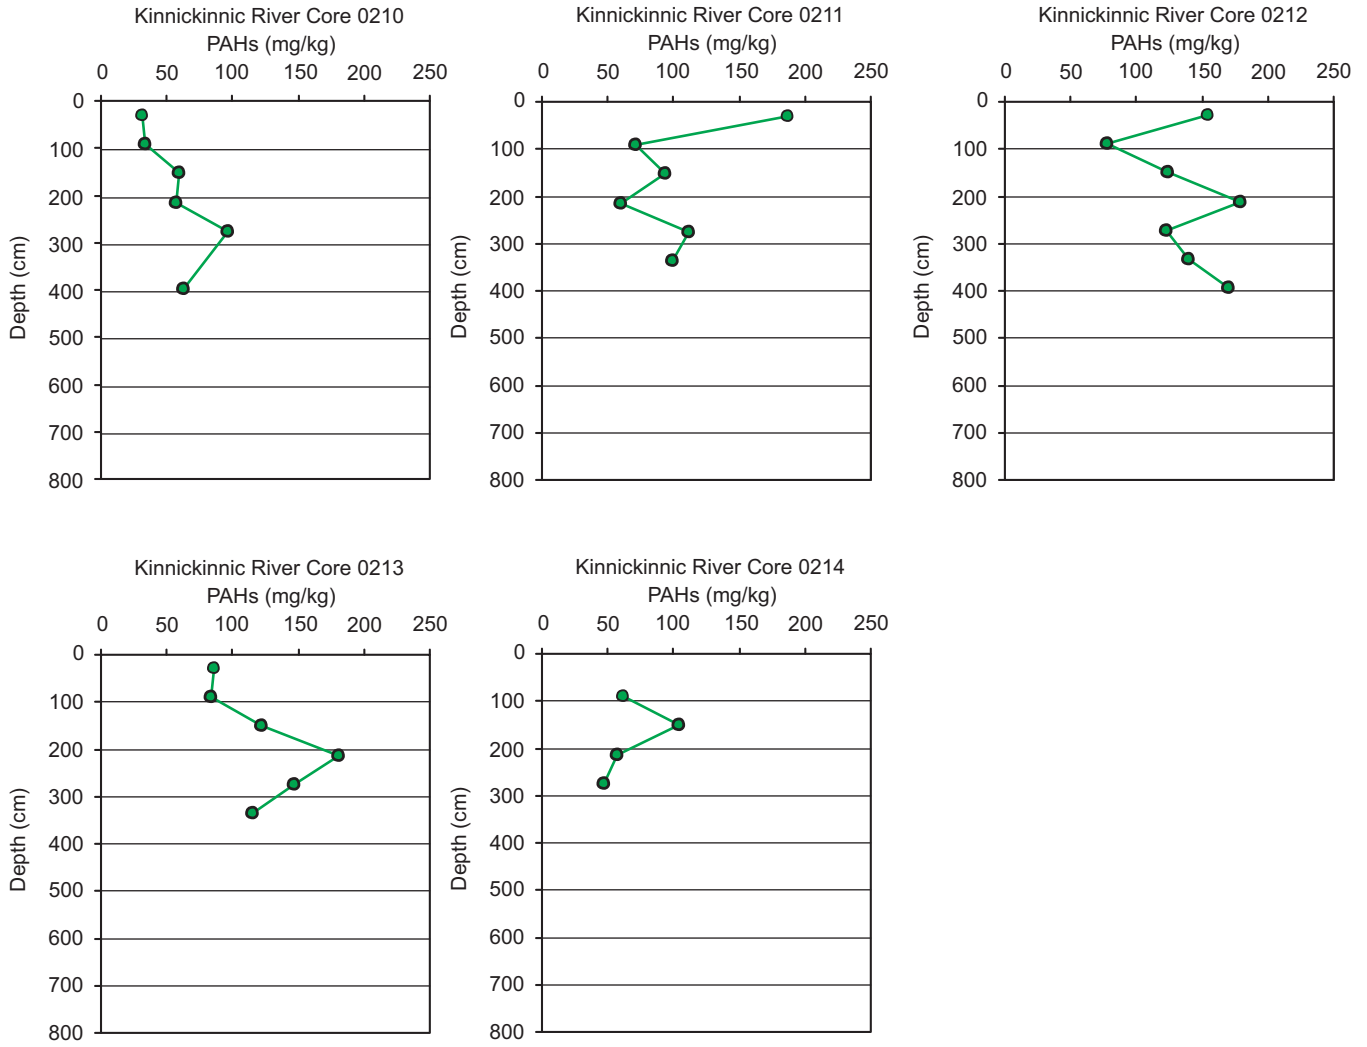 Kinnickinnic River Core 0210
PAHs (mg/kg)
0 50 100 150 200 250
0
100
200
300
400
500
600
700
800
Depth (cm)
Kinnickinnic River Core 0211
PAHs (mg/kg)
0 50 100 150 200 250
0
100
200
300
400
500
600
700
800
Depth (cm)
Kinnickinnic River Core 0212
PAHs (mg/kg)
0 50 100 150 200 250
0
100
200
300
400
500
600
700
800
Depth (cm)
Kinnickinnic River Core 0213
PAHs (mg/kg)
0 50 100 150 200 250
0
100
200
300
400
500
600
700
800
Depth (cm)
Kinnickinnic River Core 0214
PAHs (mg/kg)
0 50 100 150 200 250
0
100
200
300
400
500
600
700
800
Depth (cm)